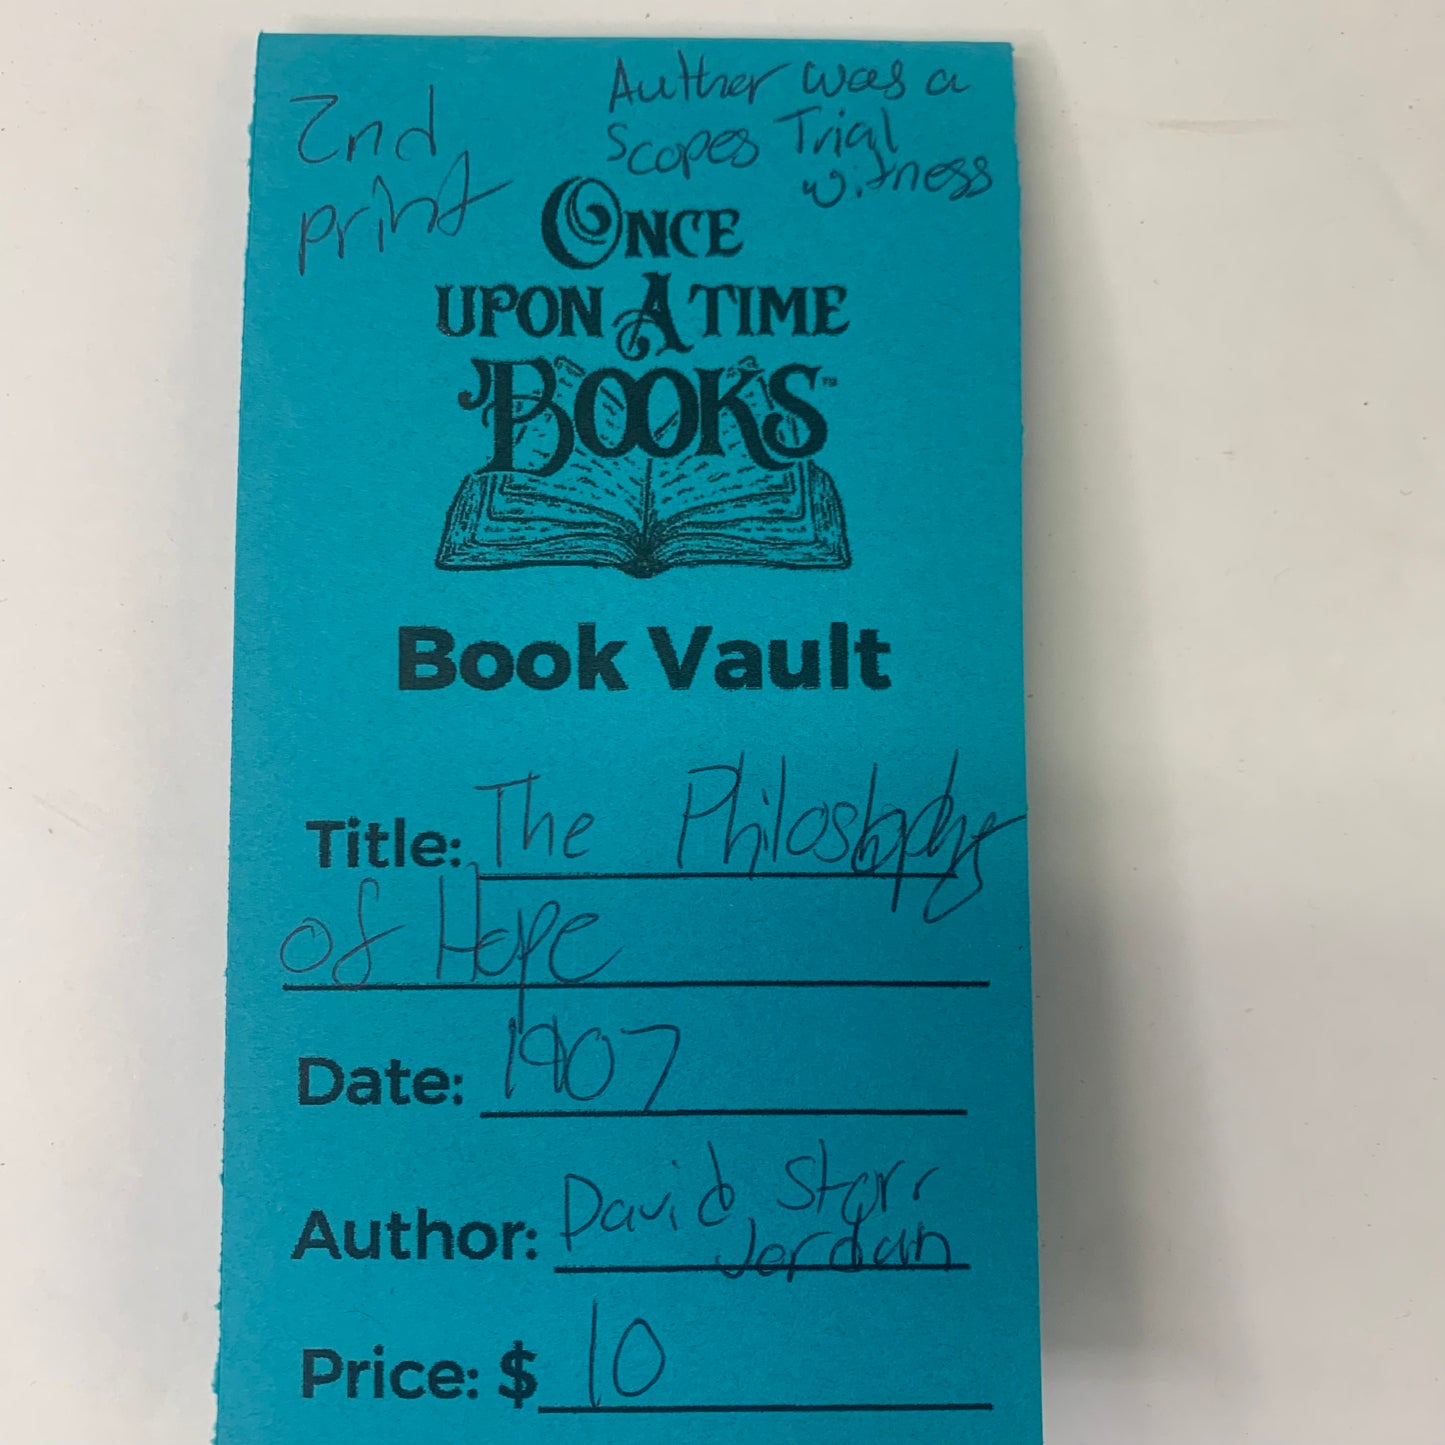 2nd
print
Auther was a
Scopes Trial
witness
ONCE
UPON A TIME
BOOKS™
Book Vault
Title: The Philosophy
of Hope
Date: 1907
Author: David Starr
Jordan
Price: $ 10